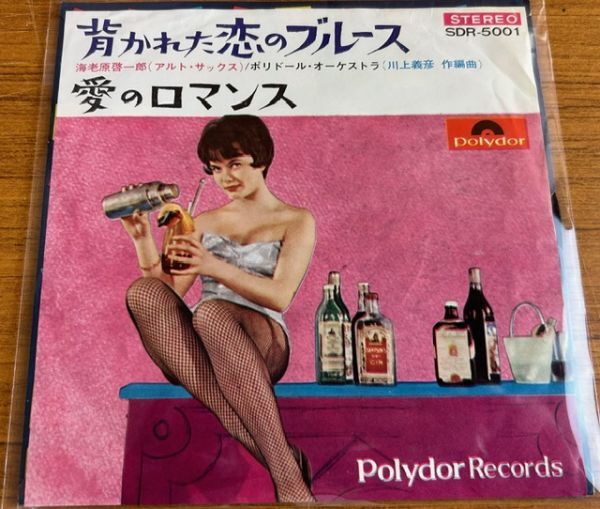 背かれた恋のブルース
STEREO
SDR-5001
海老原啓一郎(アルト・サックス)/ポリドール・オーケストラ(川上義彦 作編曲)
愛のロマンス
polydor
GIN
Polydor Records